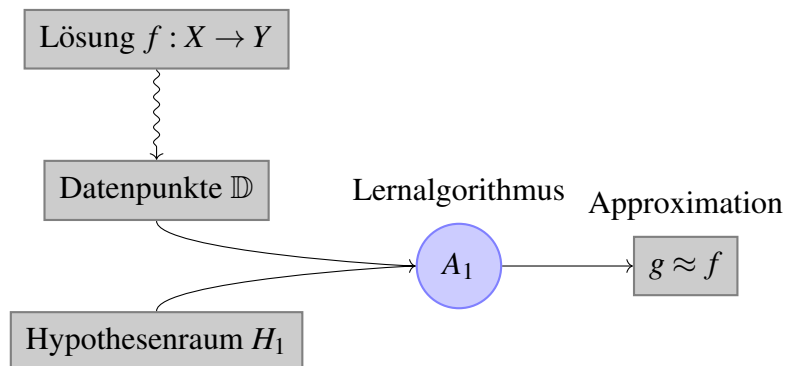 Lösung f : X → Y
Datenpunkte 𝔻
Lernalgorithmus
Approximation
A₁
g ≈ f
Hypothesenraum H₁